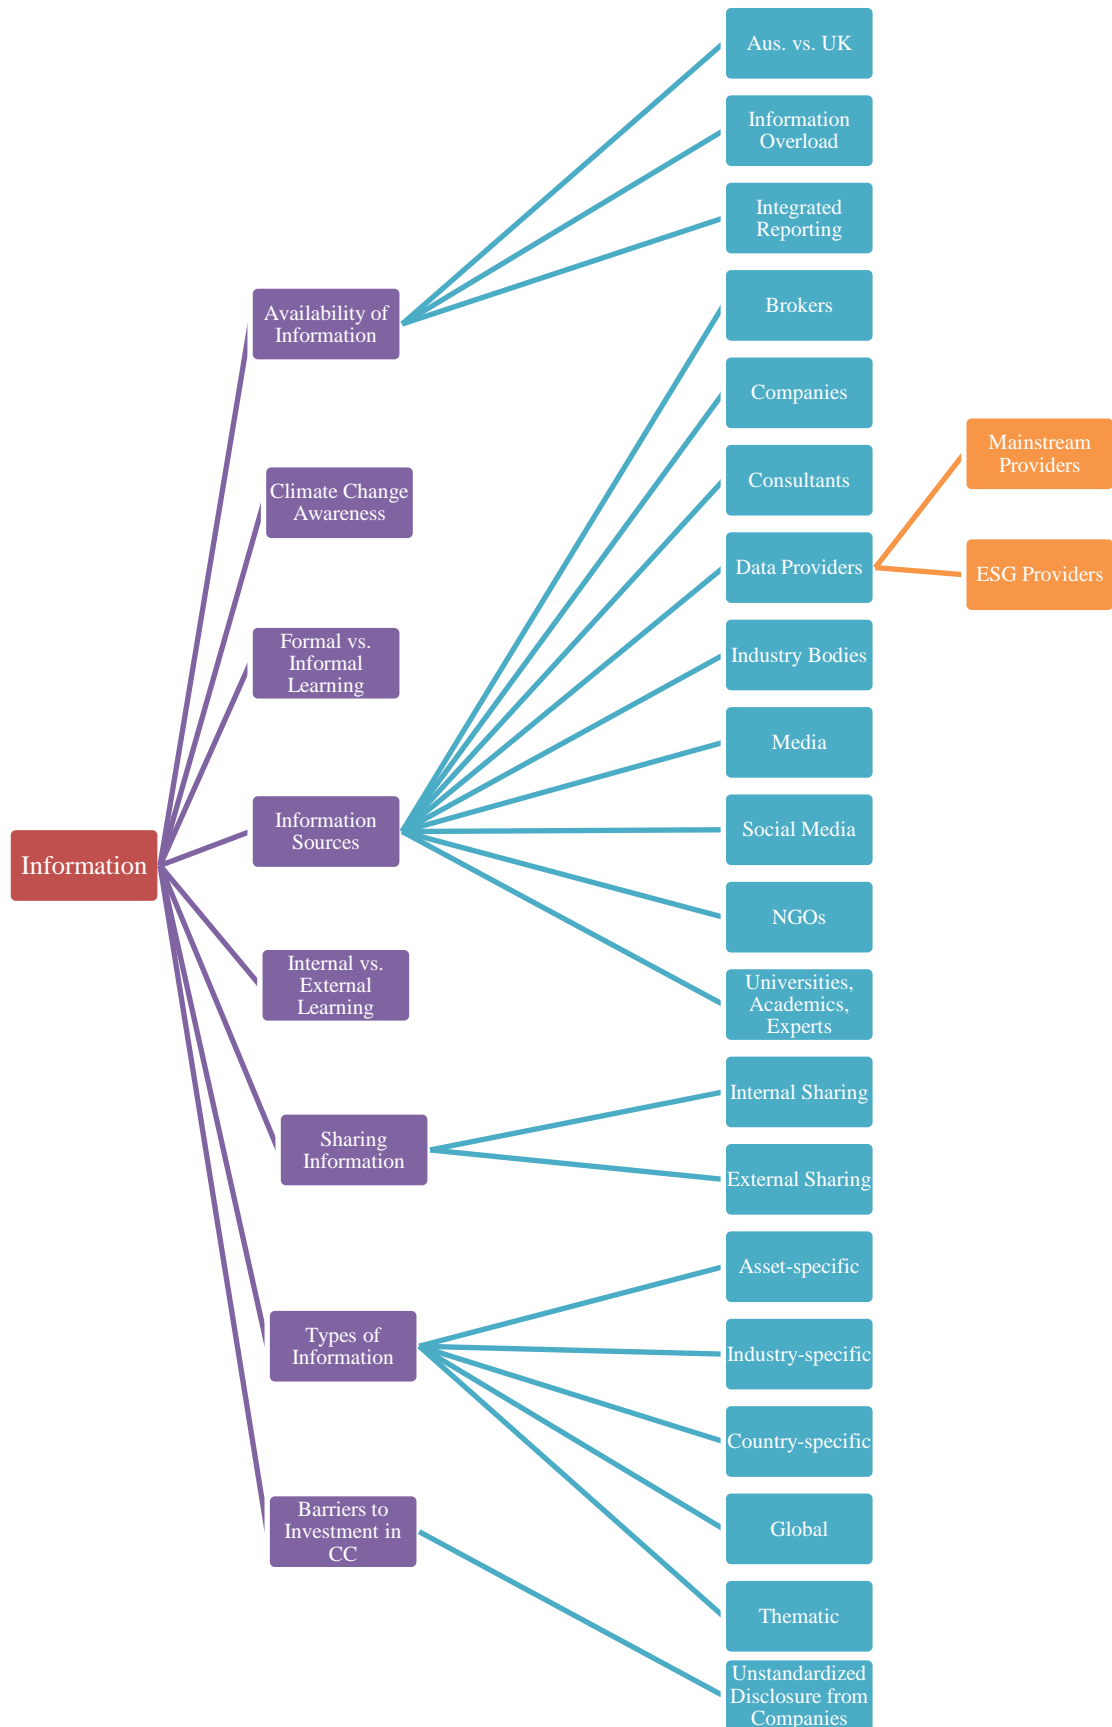 Information
Availability of
Information
Aus. vs. UK
Information
Overload
Integrated
Reporting
Climate Change
Awareness
Formal vs.
Informal
Learning
Information
Sources
Brokers
Companies
Consultants
Data Providers
Mainstream
Providers
ESG Providers
Industry Bodies
Media
Social Media
NGOs
Universities,
Academics,
Experts
Internal vs.
External
Learning
Sharing
Information
Internal Sharing
External Sharing
Types of
Information
Asset-specific
Industry-specific
Country-specific
Global
Thematic
Barriers to
Investment in
CC
Unstandardized
Disclosure from
Companies